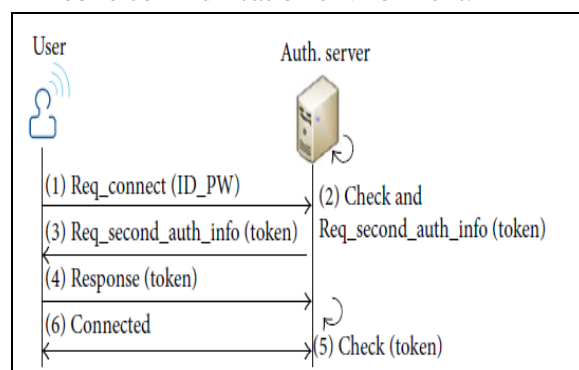 User
Auth. server
(1) Req_connect (ID_PW)
(2) Check and
Req_second_auth_info (token)
(3) Req_second_auth_info (token)
(4) Response (token)
(6) Connected
(5) Check (token)